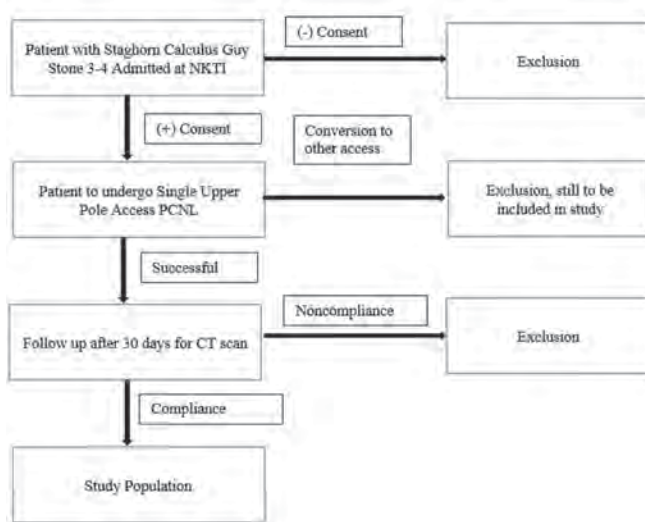 (-) Consent
Patient with Staghorn Calculus Guy
Stone 3-4 Admitted at NKTI
Exclusion
(+) Consent
Conversion to
other access
Patient to undergo Single Upper
Pole Access PCNL
Exclusion, still to be
included in study
Successful
Noncompliance
Follow up after 30 days for CT scan
Exclusion
Compliance
Study Population